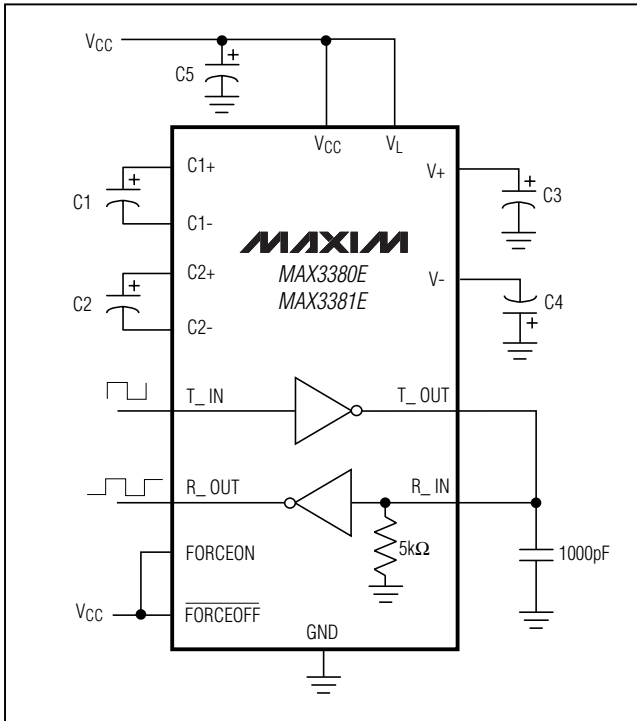 VCC
C5
+
VCC
VL
C1+
C1
+
C1-
V+
+
C3
MAXIM
MAX3380E
MAX3381E
C2+
C2
+
C2-
V-
C4
+
T_ IN
T_ OUT
R_ OUT
R_ IN
5kΩ
1000pF
FORCEON
VCC
FORCEOFF
GND